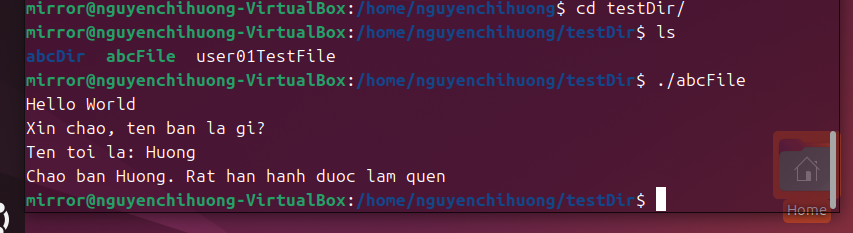 mirror@nguyenchihuong-VirtualBox:/home/nguyenchihuong$ cd testDir/
mirror@nguyenchihuong-VirtualBox:/home/nguyenchihuong/testDir$ ls
abcDir  abcFile  user01TestFile
mirror@nguyenchihuong-VirtualBox:/home/nguyenchihuong/testDir$ ./abcFile
Hello World
Xin chao, ten ban la gi?
Ten toi la: Huong
Chao ban Huong. Rat han hanh duoc lam quen
mirror@nguyenchihuong-VirtualBox:/home/nguyenchihuong/testDir$
Home